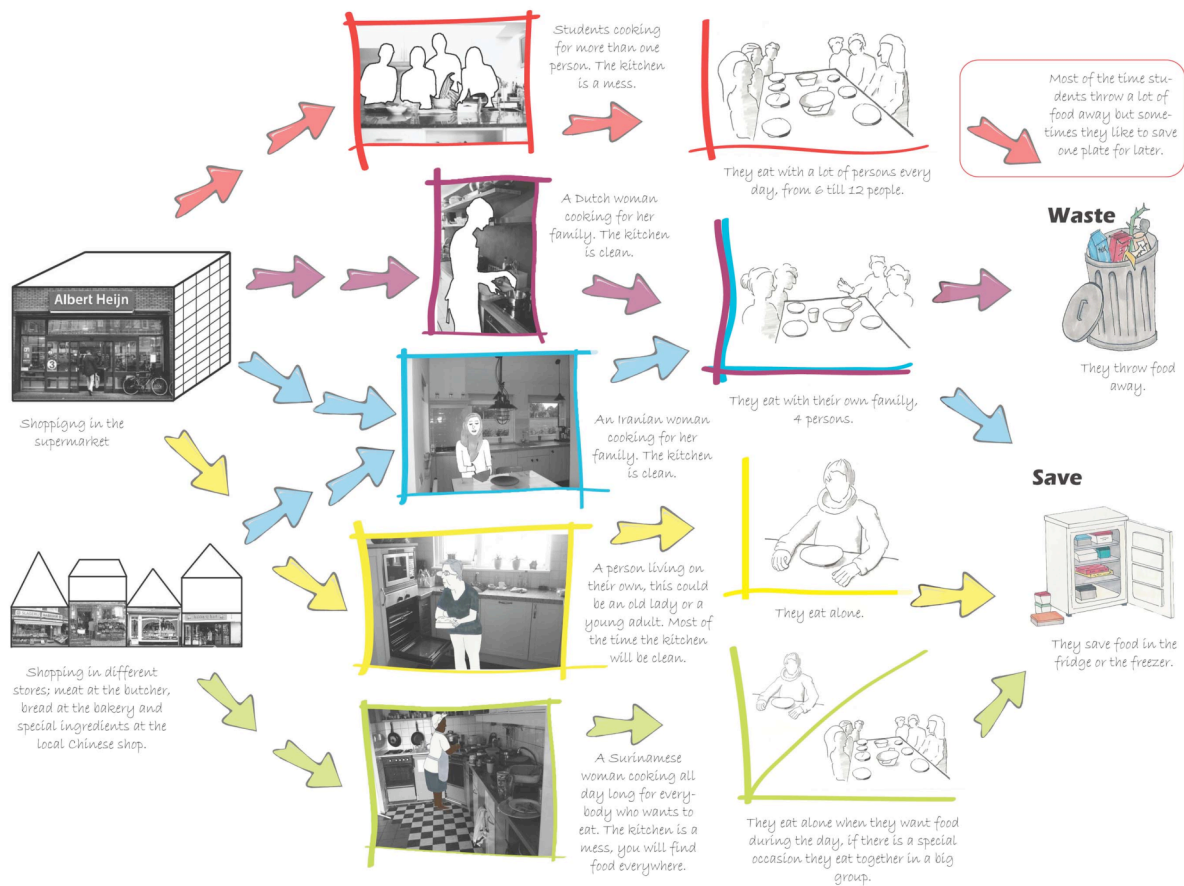 Students cooking
for more than one
person. The kitchen
is a mess.
They eat with a lot of persons every
day, from 6 till 12 people.
Most of the time stu-
dents throw a lot of
food away but some-
times they like to save
one plate for later.
A Dutch woman
cooking for her
family. The kitchen
is clean.
Waste
They throw food
away.
Albert Heijn
3
Shoppigng in the
supermarket
An Iranian woman
cooking for her
family. The kitchen
is clean.
They eat with their own family,
4 persons.
Save
They save food in the
fridge or the freezer.
A person living on
their own, this could
be an old lady or a
young adult. Most of
the time the kitchen
will be clean.
They eat alone.
Shopping in different
stores; meat at the butcher,
bread at the bakery and
special ingredients at the
local Chinese shop.
A Surinamese
woman cooking all
day long for every-
body who wants to
eat. The kitchen is a
mess, you will find
food everywhere.
They eat alone when they want food
during the day, if there is a special
occasion they eat together in a big
group.